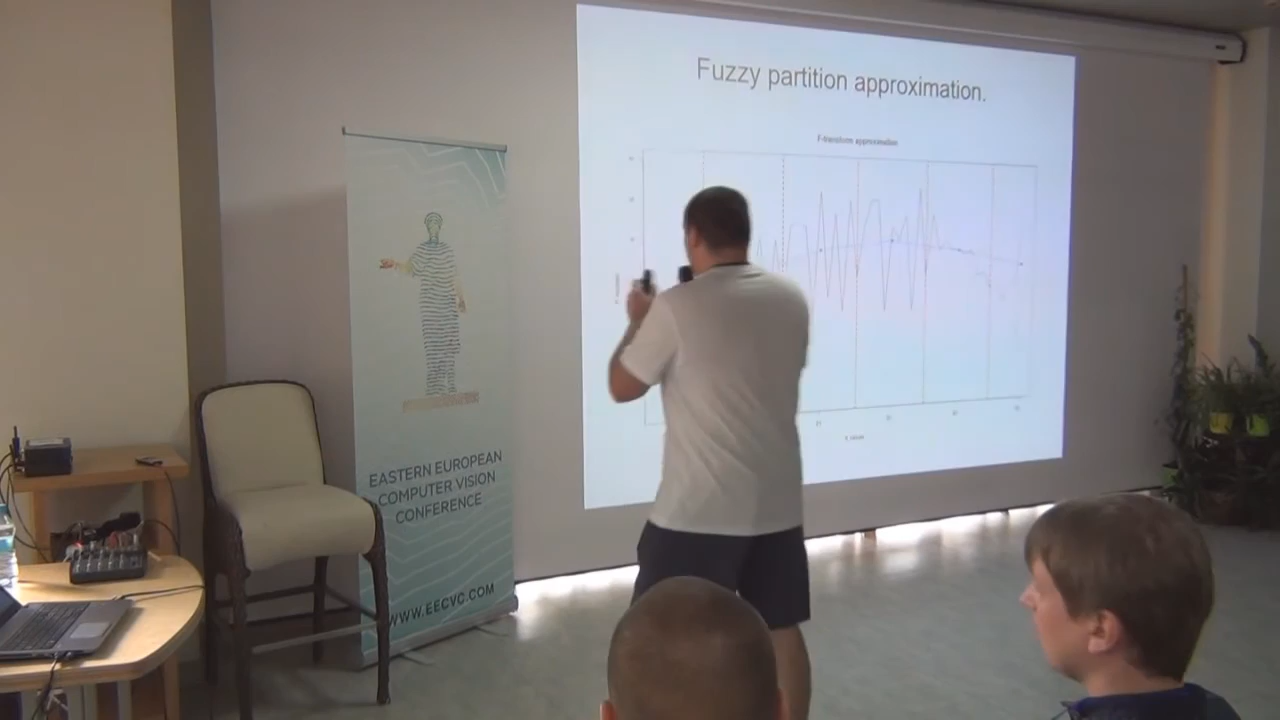 Fuzzy partition approximation.
F-transform approximation
EASTERN EUROPEAN
COMPUTER VISION
CONFERENCE
WWW.EECVC.COM